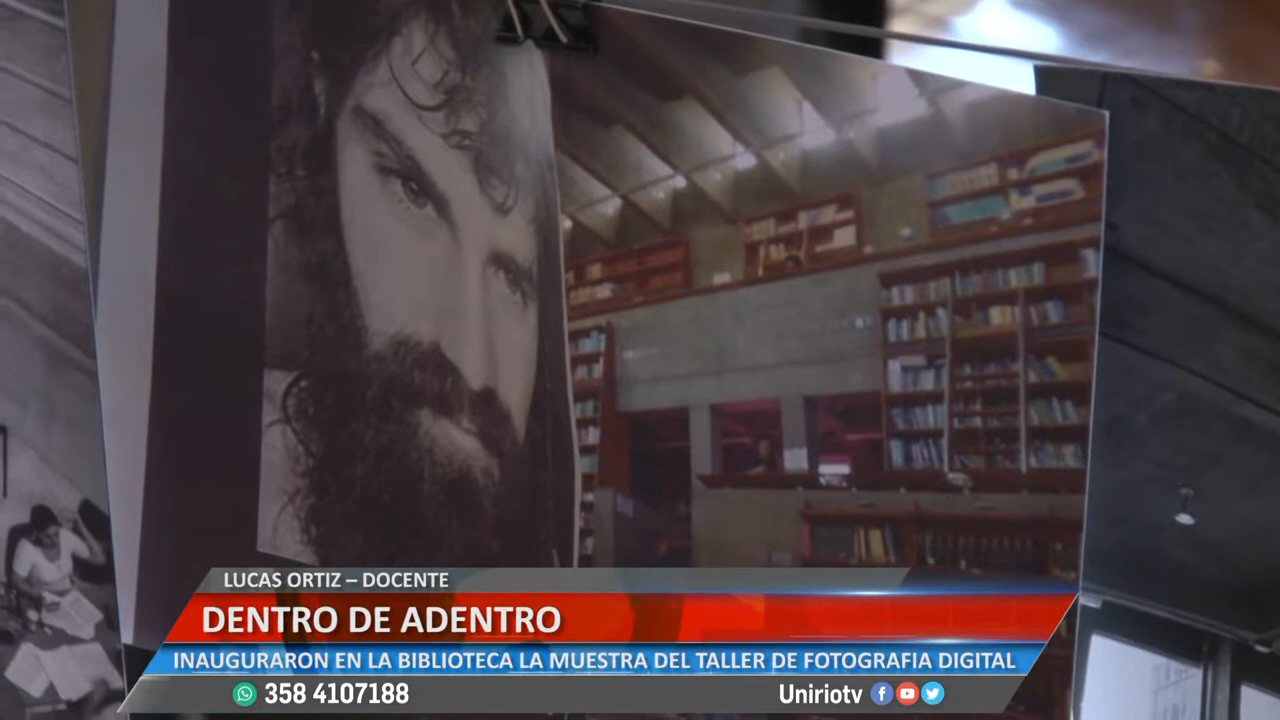 LUCAS ORTIZ – DOCENTE
DENTRO DE ADENTRO
INAUGURARON EN LA BIBLIOTECA LA MUESTRA DEL TALLER DE FOTOGRAFIA DIGITAL
358 4107188 Uniriotv